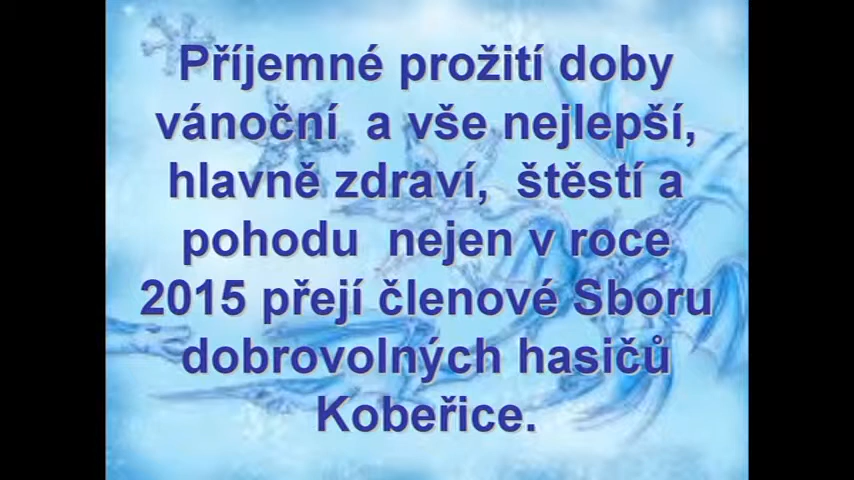 Příjemné prožití doby
vánoční a vše nejlepší,
hlavně zdraví, štěstí a
pohodu nejen v roce
2015 přejí členové Sboru
dobrovolných hasičů
Kobeřice.